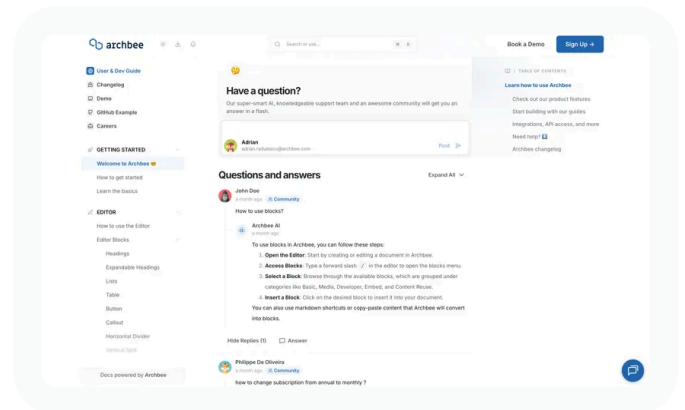 archbee
Search or use...
⌘ K
Book a Demo
Sign Up →
User & Dev Guide
Changelog
Demo
GitHub Example
Careers
GETTING STARTED
Welcome to Archbee 🤓
How to get started
Learn the basics
EDITOR
How to use the Editor
Editor Blocks
Headings
Expandable Headings
Lists
Table
Button
Callout
Horizontal Divider
Vertical Split
Docs powered by Archbee
🤔
Have a question?
Our super-smart AI, knowledgeable support team and an awesome community will get you an
answer in a flash.
Adrian
Post
Questions and answers
Expand All
John Doe
a month ago
Community
How to use blocks?
Archbee AI
a month ago
To use blocks in Archbee, you can follow these steps:
1. Open the Editor: Start by creating or editing a document in Archbee.
2. Access Blocks: Type a forward slash / in the editor to open the blocks menu.
3. Select a Block: Browse through the available blocks, which are grouped under
categories like Basic, Media, Developer, Embed, and Content Reuse.
4. Insert a Block: Click on the desired block to insert it into your document.
You can also use markdown shortcuts or copy-paste content that Archbee will convert
into blocks.
Hide Replies (1)
Answer
Philippe De Oliveira
a month ago
Community
how to change subscription from annual to monthly ?
TABLE OF CONTENTS
Learn how to use Archbee
Check out our product features
Start building with our guides
Integrations, API access, and more
Need help? ℹ️
Archbee changelog